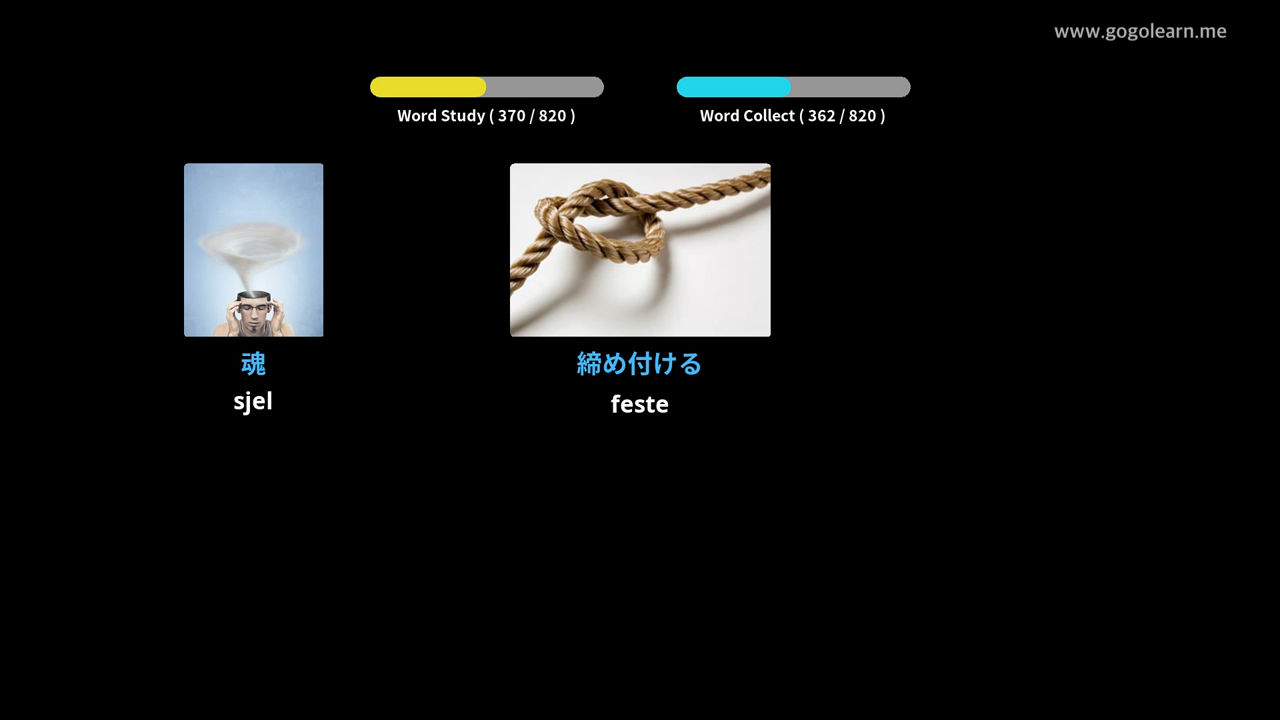 www.gogolearn.me
Word Study ( 370 / 820 )
Word Collect ( 362 / 820 )
魂
sjel
締め付ける
feste